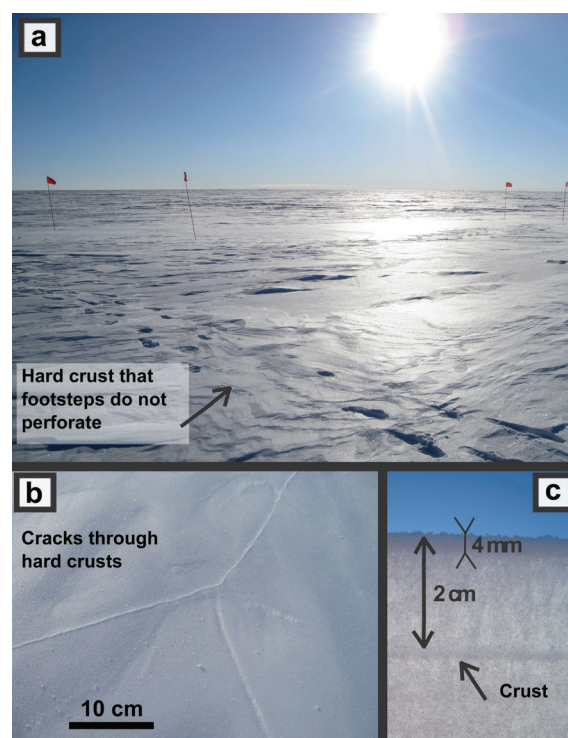 a
Hard crust that
footsteps do not
perforate
b
Cracks through
hard crusts
10 cm
c
4 mm
2 cm
Crust